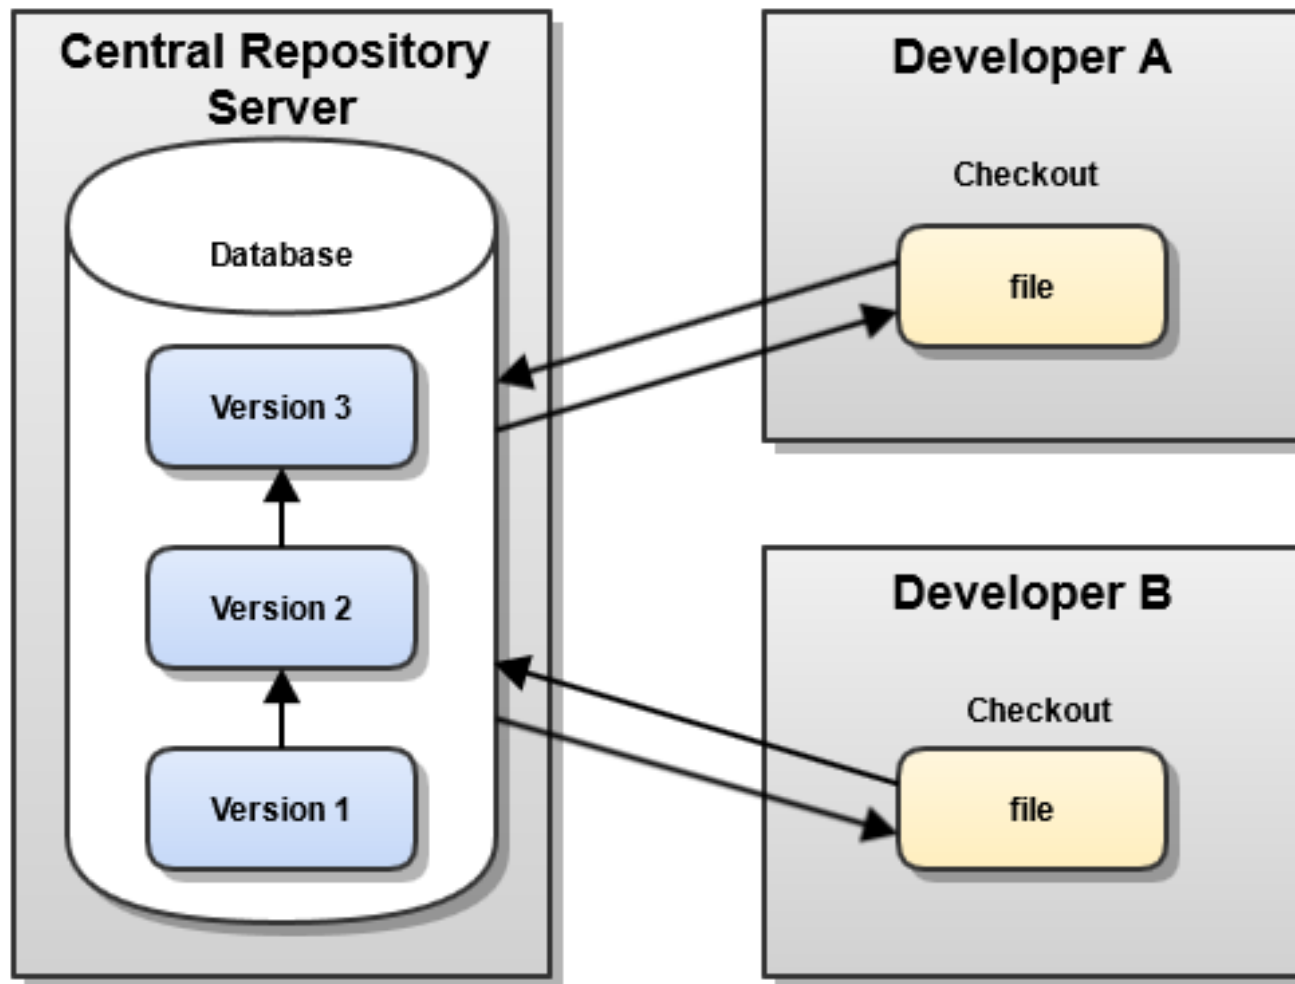 Central Repository
Server
Database
Version 3
Version 2
Version 1
Developer A
Checkout
file
Developer B
Checkout
file